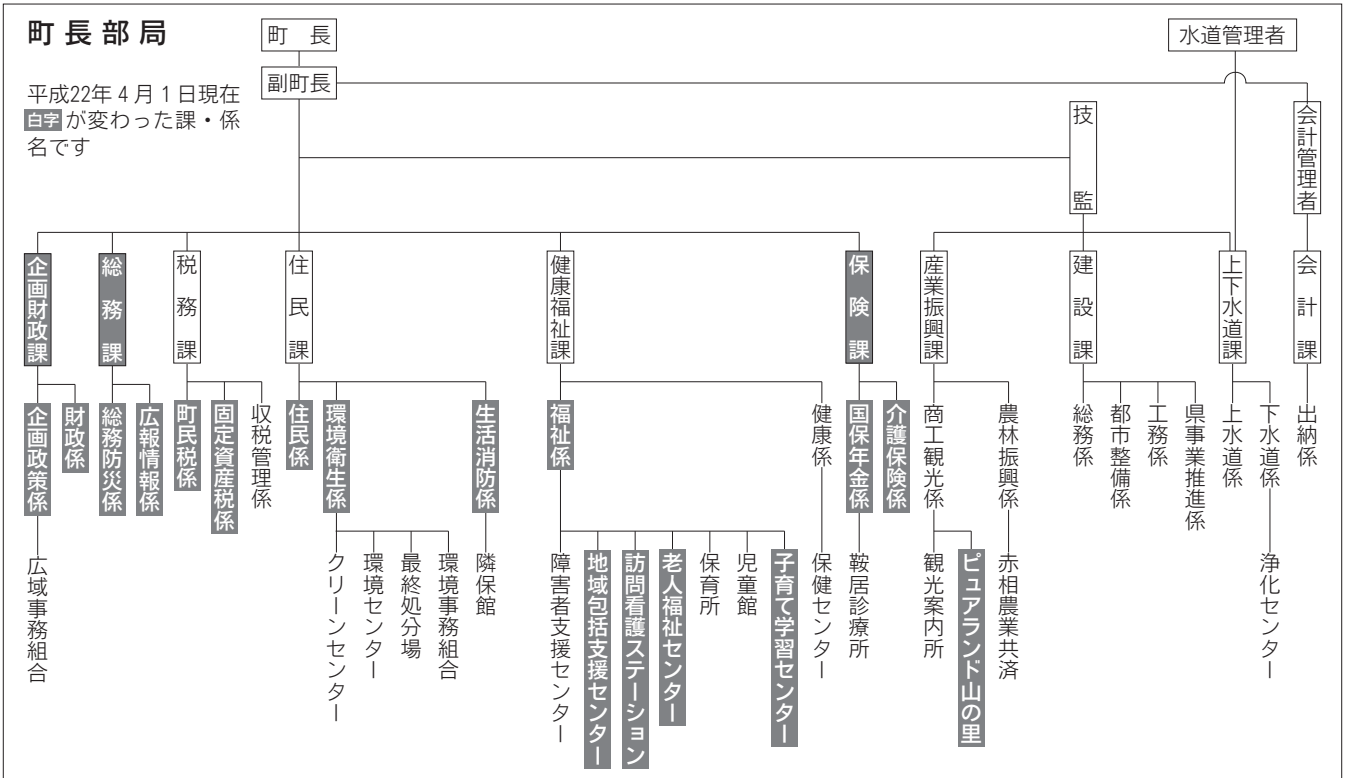 町長部局
町長
水道管理者
副町長
平成22年4月1日現在
白字が変わった課・係
名です
技監
会計管理者
企画財政課
総務課
税務課
住民課
健康福祉課
保険課
産業振興課
建設課
上下水道課
会計課
企画政策係
財政係
総務防災係
広報情報係
町民税係
固定資産税係
収税管理係
住民係
環境衛生係
生活消防係
福祉係
健康係
国保年金係
介護保険係
商工観光係
農林振興係
総務係
都市整備係
工務係
県事業推進係
上水道係
下水道係
出納係
広域事務組合
クリーンセンター
環境センター
最終処分場
環境事務組合
隣保館
障害者支援センター
地域包括支援センター
訪問看護ステーション
老人福祉センター
保育所
児童館
子育て学習センター
保健センター
鞍居診療所
観光案内所
ピュアランド山の里
赤相農業共済
浄化センター